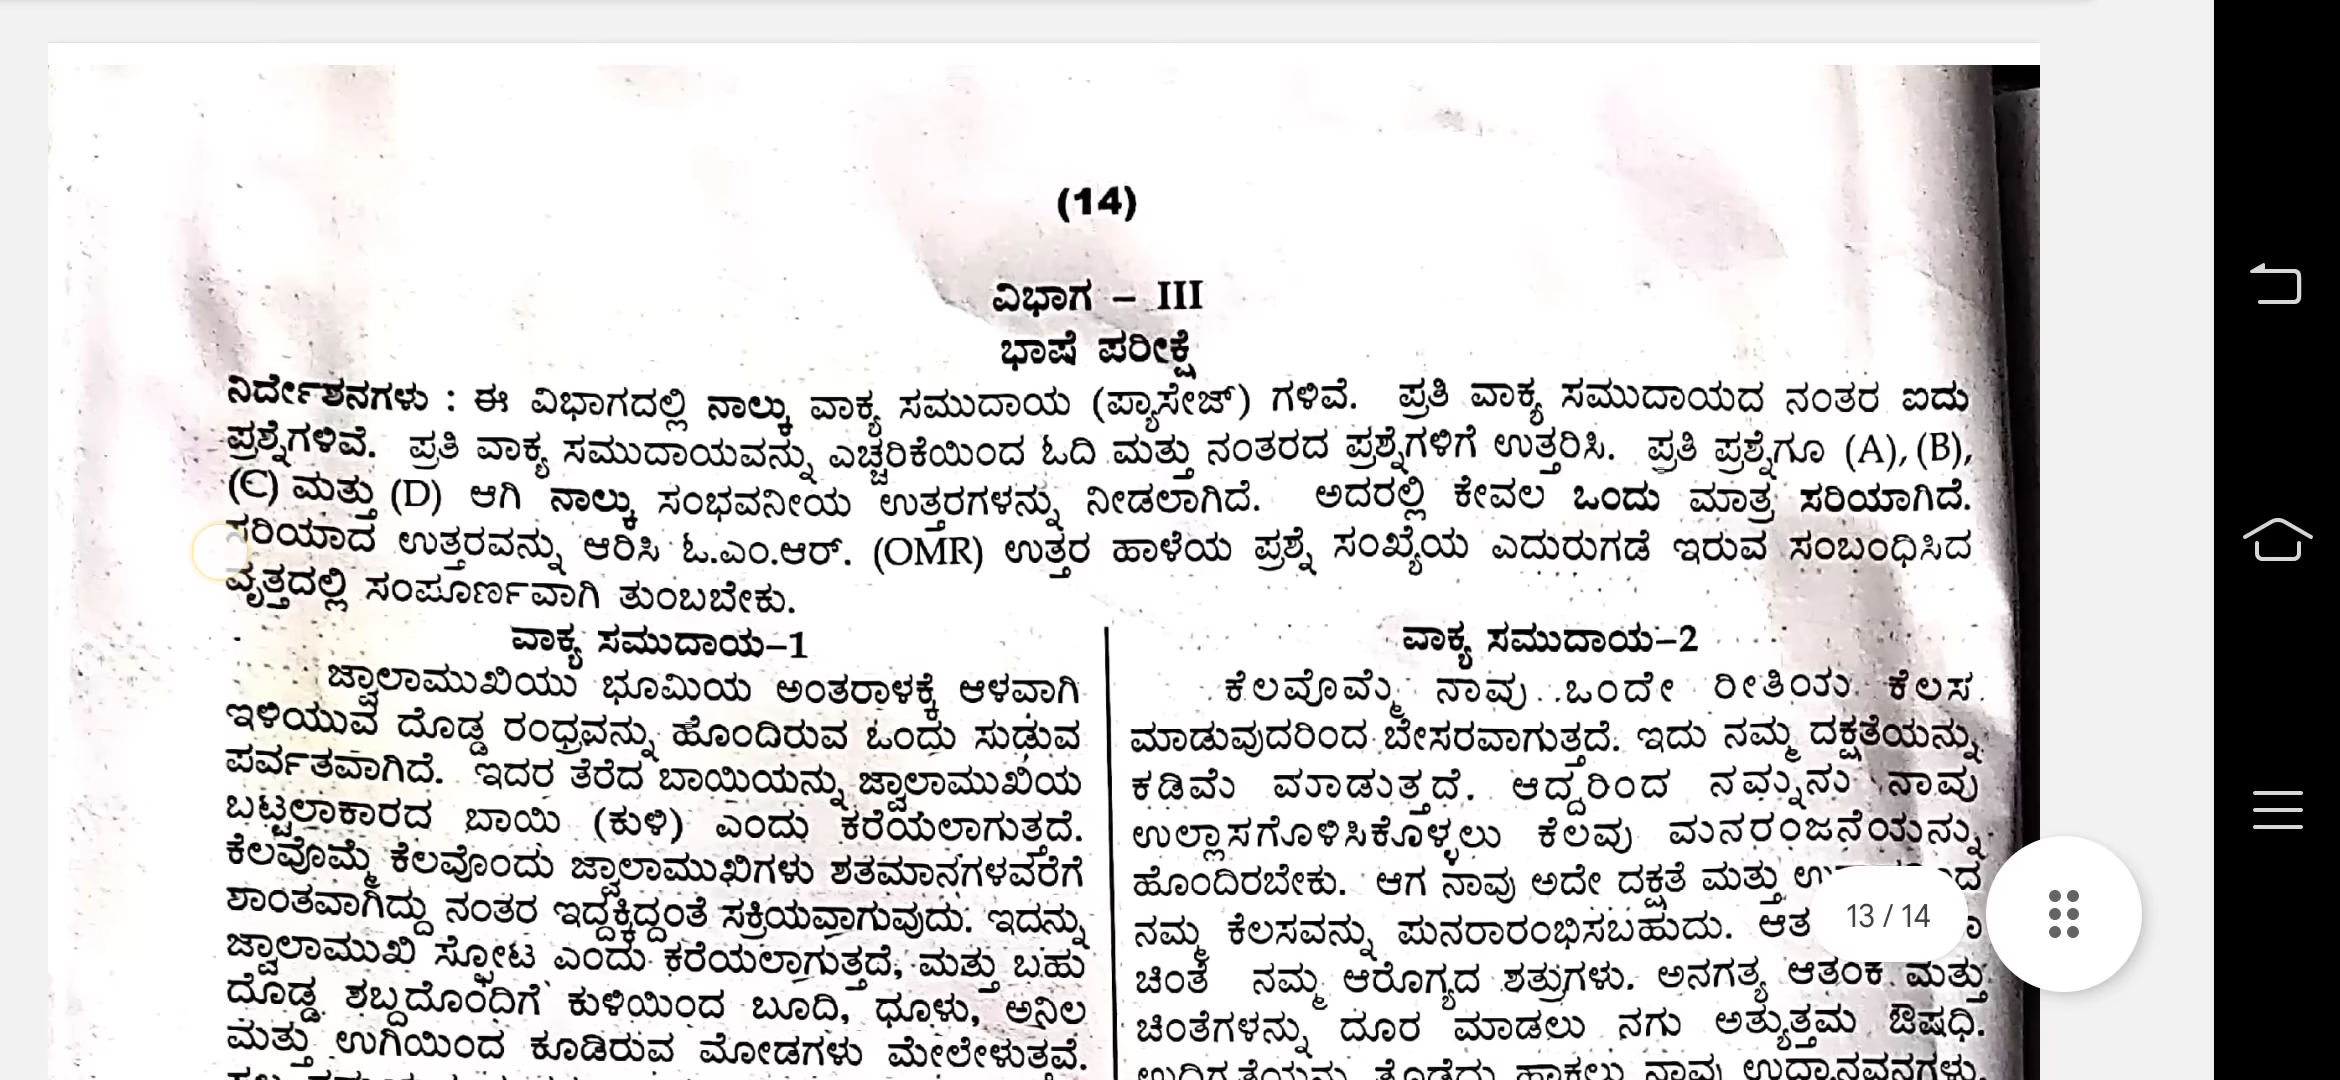 (14)
ವಿಭಾಗ – III
ಭಾಷೆ ಪರೀಕ್ಷೆ
ನಿರ್ದೇಶನಗಳು : ಈ ವಿಭಾಗದಲ್ಲಿ ನಾಲ್ಕು ವಾಕ್ಯ ಸಮುದಾಯ (ಪ್ಯಾಸೇಜ್) ಗಳಿವೆ. ಪ್ರತಿ ವಾಕ್ಯ ಸಮುದಾಯದ ನಂತರ ಐದು
ಪ್ರಶ್ನೆಗಳಿವೆ. ಪ್ರತಿ ವಾಕ್ಯ ಸಮುದಾಯವನ್ನು ಎಚ್ಚರಿಕೆಯಿಂದ ಓದಿ ಮತ್ತು ನಂತರದ ಪ್ರಶ್ನೆಗಳಿಗೆ ಉತ್ತರಿಸಿ. ಪ್ರತಿ ಪ್ರಶ್ನೆಗೂ (A), (B),
(C) ಮತ್ತು (D) ಆಗಿ ನಾಲ್ಕು ಸಂಭವನೀಯ ಉತ್ತರಗಳನ್ನು ನೀಡಲಾಗಿದೆ. ಅದರಲ್ಲಿ ಕೇವಲ ಒಂದು ಮಾತ್ರ ಸರಿಯಾಗಿದೆ.
ಸರಿಯಾದ ಉತ್ತರವನ್ನು ಆರಿಸಿ ಓ.ಎಂ.ಆರ್. (OMR) ಉತ್ತರ ಹಾಳೆಯ ಪ್ರಶ್ನೆ ಸಂಖ್ಯೆಯ ಎದುರುಗಡೆ ಇರುವ ಸಂಬಂಧಿಸಿದ
ವೃತ್ತದಲ್ಲಿ ಸಂಪೂರ್ಣವಾಗಿ ತುಂಬಬೇಕು.
ವಾಕ್ಯ ಸಮುದಾಯ–1
ಜ್ವಾಲಾಮುಖಿಯು ಭೂಮಿಯ ಅಂತರಾಳಕ್ಕೆ ಆಳವಾಗಿ
ಇಳಿಯುವ ದೊಡ್ಡ ರಂಧ್ರವನ್ನು ಹೊಂದಿರುವ ಓಂದು ಸುಡುವ
ಪರ್ವತವಾಗಿದೆ. ಇದರ ತೆರೆದ ಬಾಯಿಯನ್ನು ಜ್ವಾಲಾಮುಖಿಯ
ಬಟ್ಟಲಾಕಾರದ ಬಾಯಿ (ಕುಳಿ) ಎಂದು ಕರೆಯಲಾಗುತ್ತದೆ.
ಕೆಲವೊಮ್ಮೆ ಕೆಲವೊಂದು ಜ್ವಾಲಾಮುಖಿಗಳು ಶತಮಾನಗಳವರೆಗೆ
ಶಾಂತವಾಗಿದ್ದು ನಂತರ ಇದ್ದಕ್ಕಿದ್ದಂತೆ ಸಕ್ರಿಯವಾಗುವುದು. ಇದನ್ನು
ಜ್ವಾಲಾಮುಖಿ ಸ್ಫೋಟ ಎಂದು ಕರೆಯಲಾಗುತ್ತದೆ, ಮತ್ತು ಬಹು
ದೊಡ್ಡ ಶಬ್ದದೊಂದಿಗೆ ಕುಳಿಯಿಂದ ಬೂದಿ, ಧೂಳು, ಅನಿಲ
ಮತ್ತು ಉಗಿಯಿಂದ ಕೂಡಿರುವ ಮೋಡಗಳು ಮೇಲೇಳುತವೆ.
ವಾಕ್ಯ ಸಮುದಾಯ–2
ಕೆಲವೊಮ್ಮೆ ನಾವು ಒಂದೇ ರೀತಿಯ ಕೆಲಸ
ಮಾಡುವುದರಿಂದ ಬೇಸರವಾಗುತ್ತದೆ. ಇದು ನಮ್ಮ ದಕ್ಷತೆಯನ್ನು
ಕಡಿಮೆ ಮಾಡುತ್ತದೆ. ಆದ್ದರಿಂದ ನಮ್ಮನು ನಾವು
ಉಲ್ಲಾಸಗೊಳಿಸಿಕೊಳ್ಳಲು ಕೆಲವು ಮನರಂಜನೆಯನ್ನು
ಹೊಂದಿರಬೇಕು. ಆಗ ನಾವು ಅದೇ ದಕ್ಷತೆ ಮತ್ತು
ನಮ್ಮ ಕೆಲಸವನ್ನು ಪುನರಾರಂಭಿಸಬಹುದು.
ಚಿಂತೆ ನಮ್ಮ ಆರೋಗ್ಯದ ಶತ್ರುಗಳು. ಅನಗತ್ಯ ಆತಂಕ ಮತ್ತು
ಚಿಂತೆಗಳನ್ನು ದೂರ ಮಾಡಲು ನಗು ಅತ್ಯುತ್ತಮ ಔಷಧಿ.
13 / 14